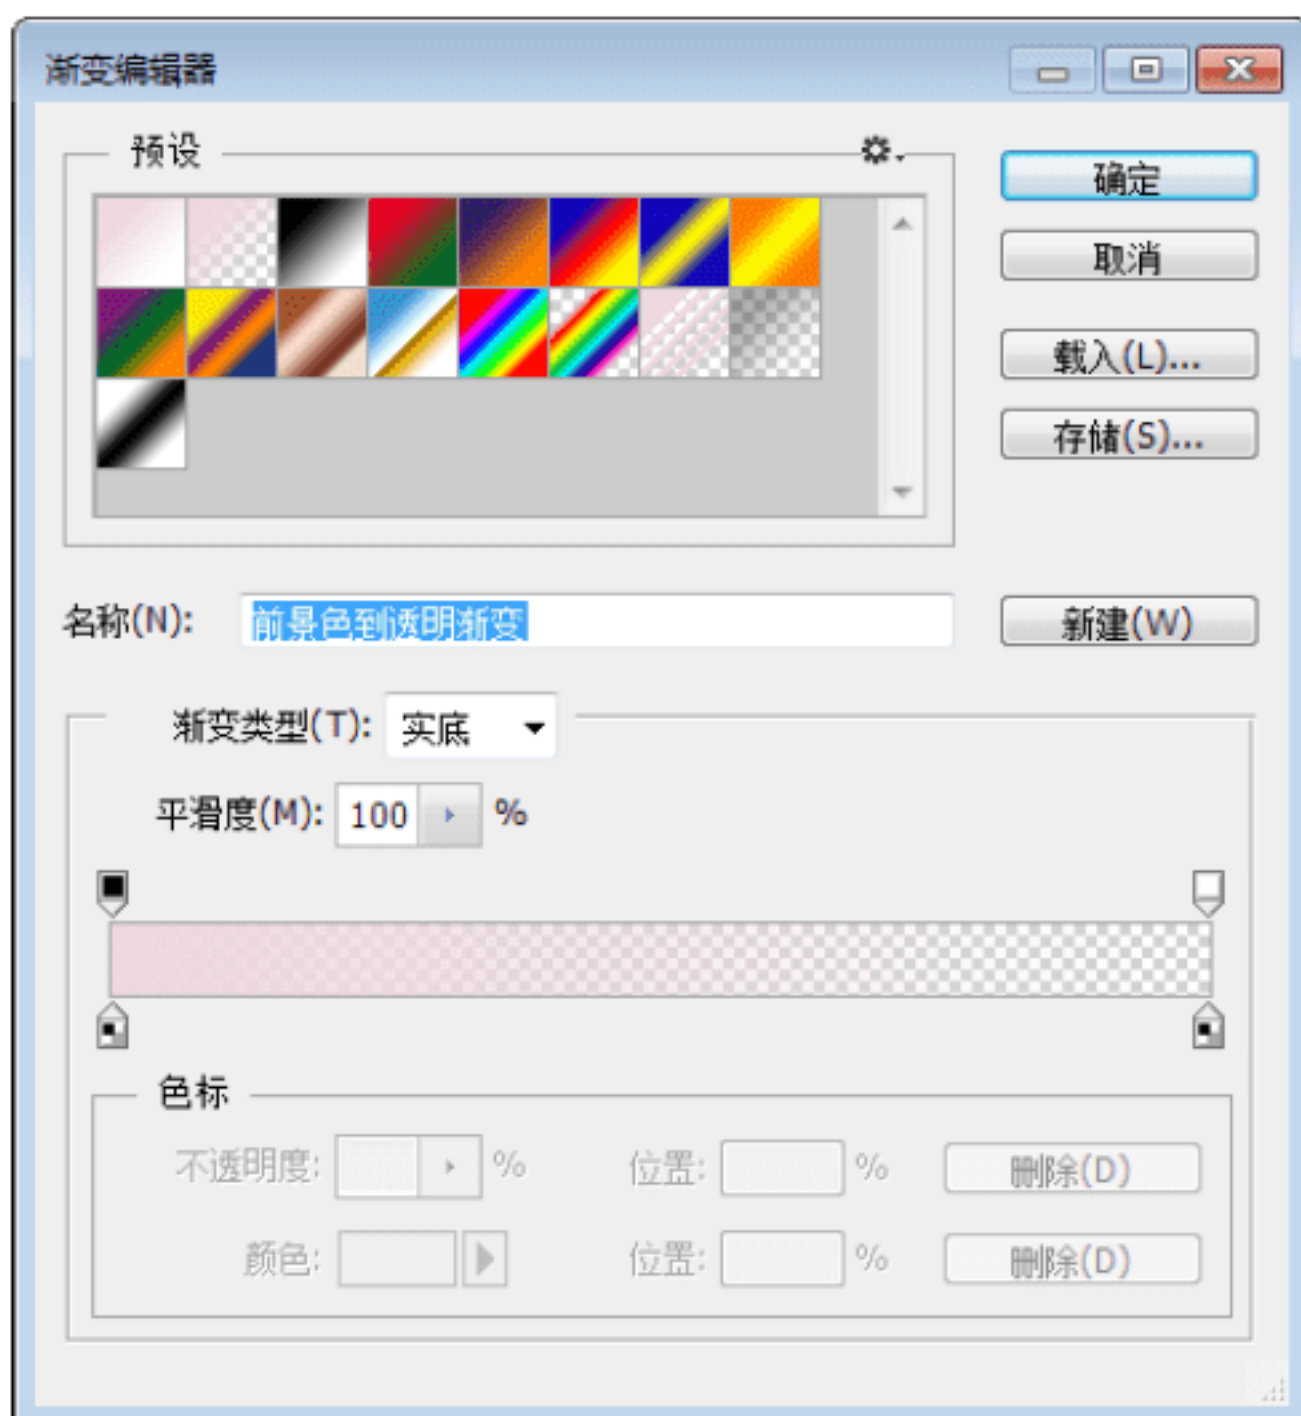 渐变编辑器
预设
确定
取消
载入(L)...
存储(S)...
名称(N): 前景色到透明渐变 新建(W)
渐变类型(T): 实底
平滑度(M): 100 %
色标
不透明度: % 位置: % 删除(D)
颜色: 位置: % 删除(D)